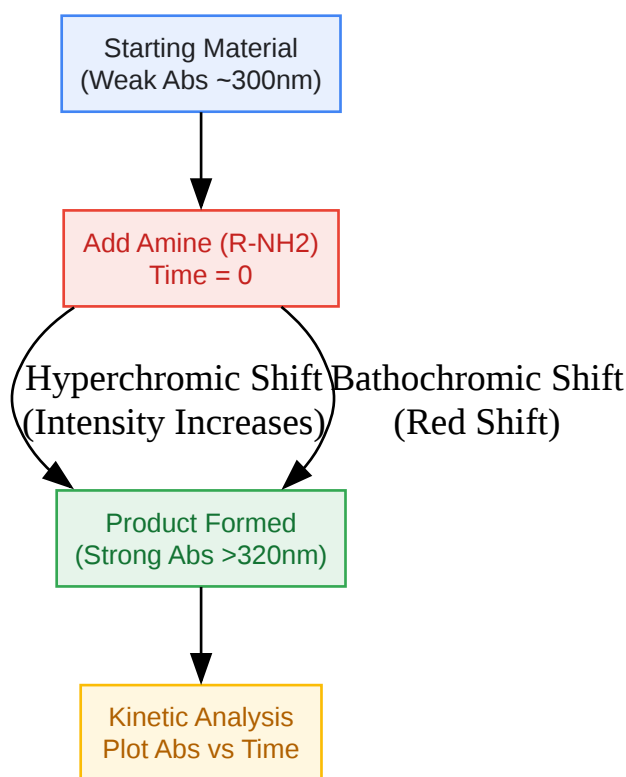 Starting Material
(Weak Abs ~300nm)
Add Amine (R-NH2)
Time = 0
Hyperchromic Shift
(Intensity Increases)
Bathochromic Shift
(Red Shift)
Product Formed
(Strong Abs >320nm)
Kinetic Analysis
Plot Abs vs Time